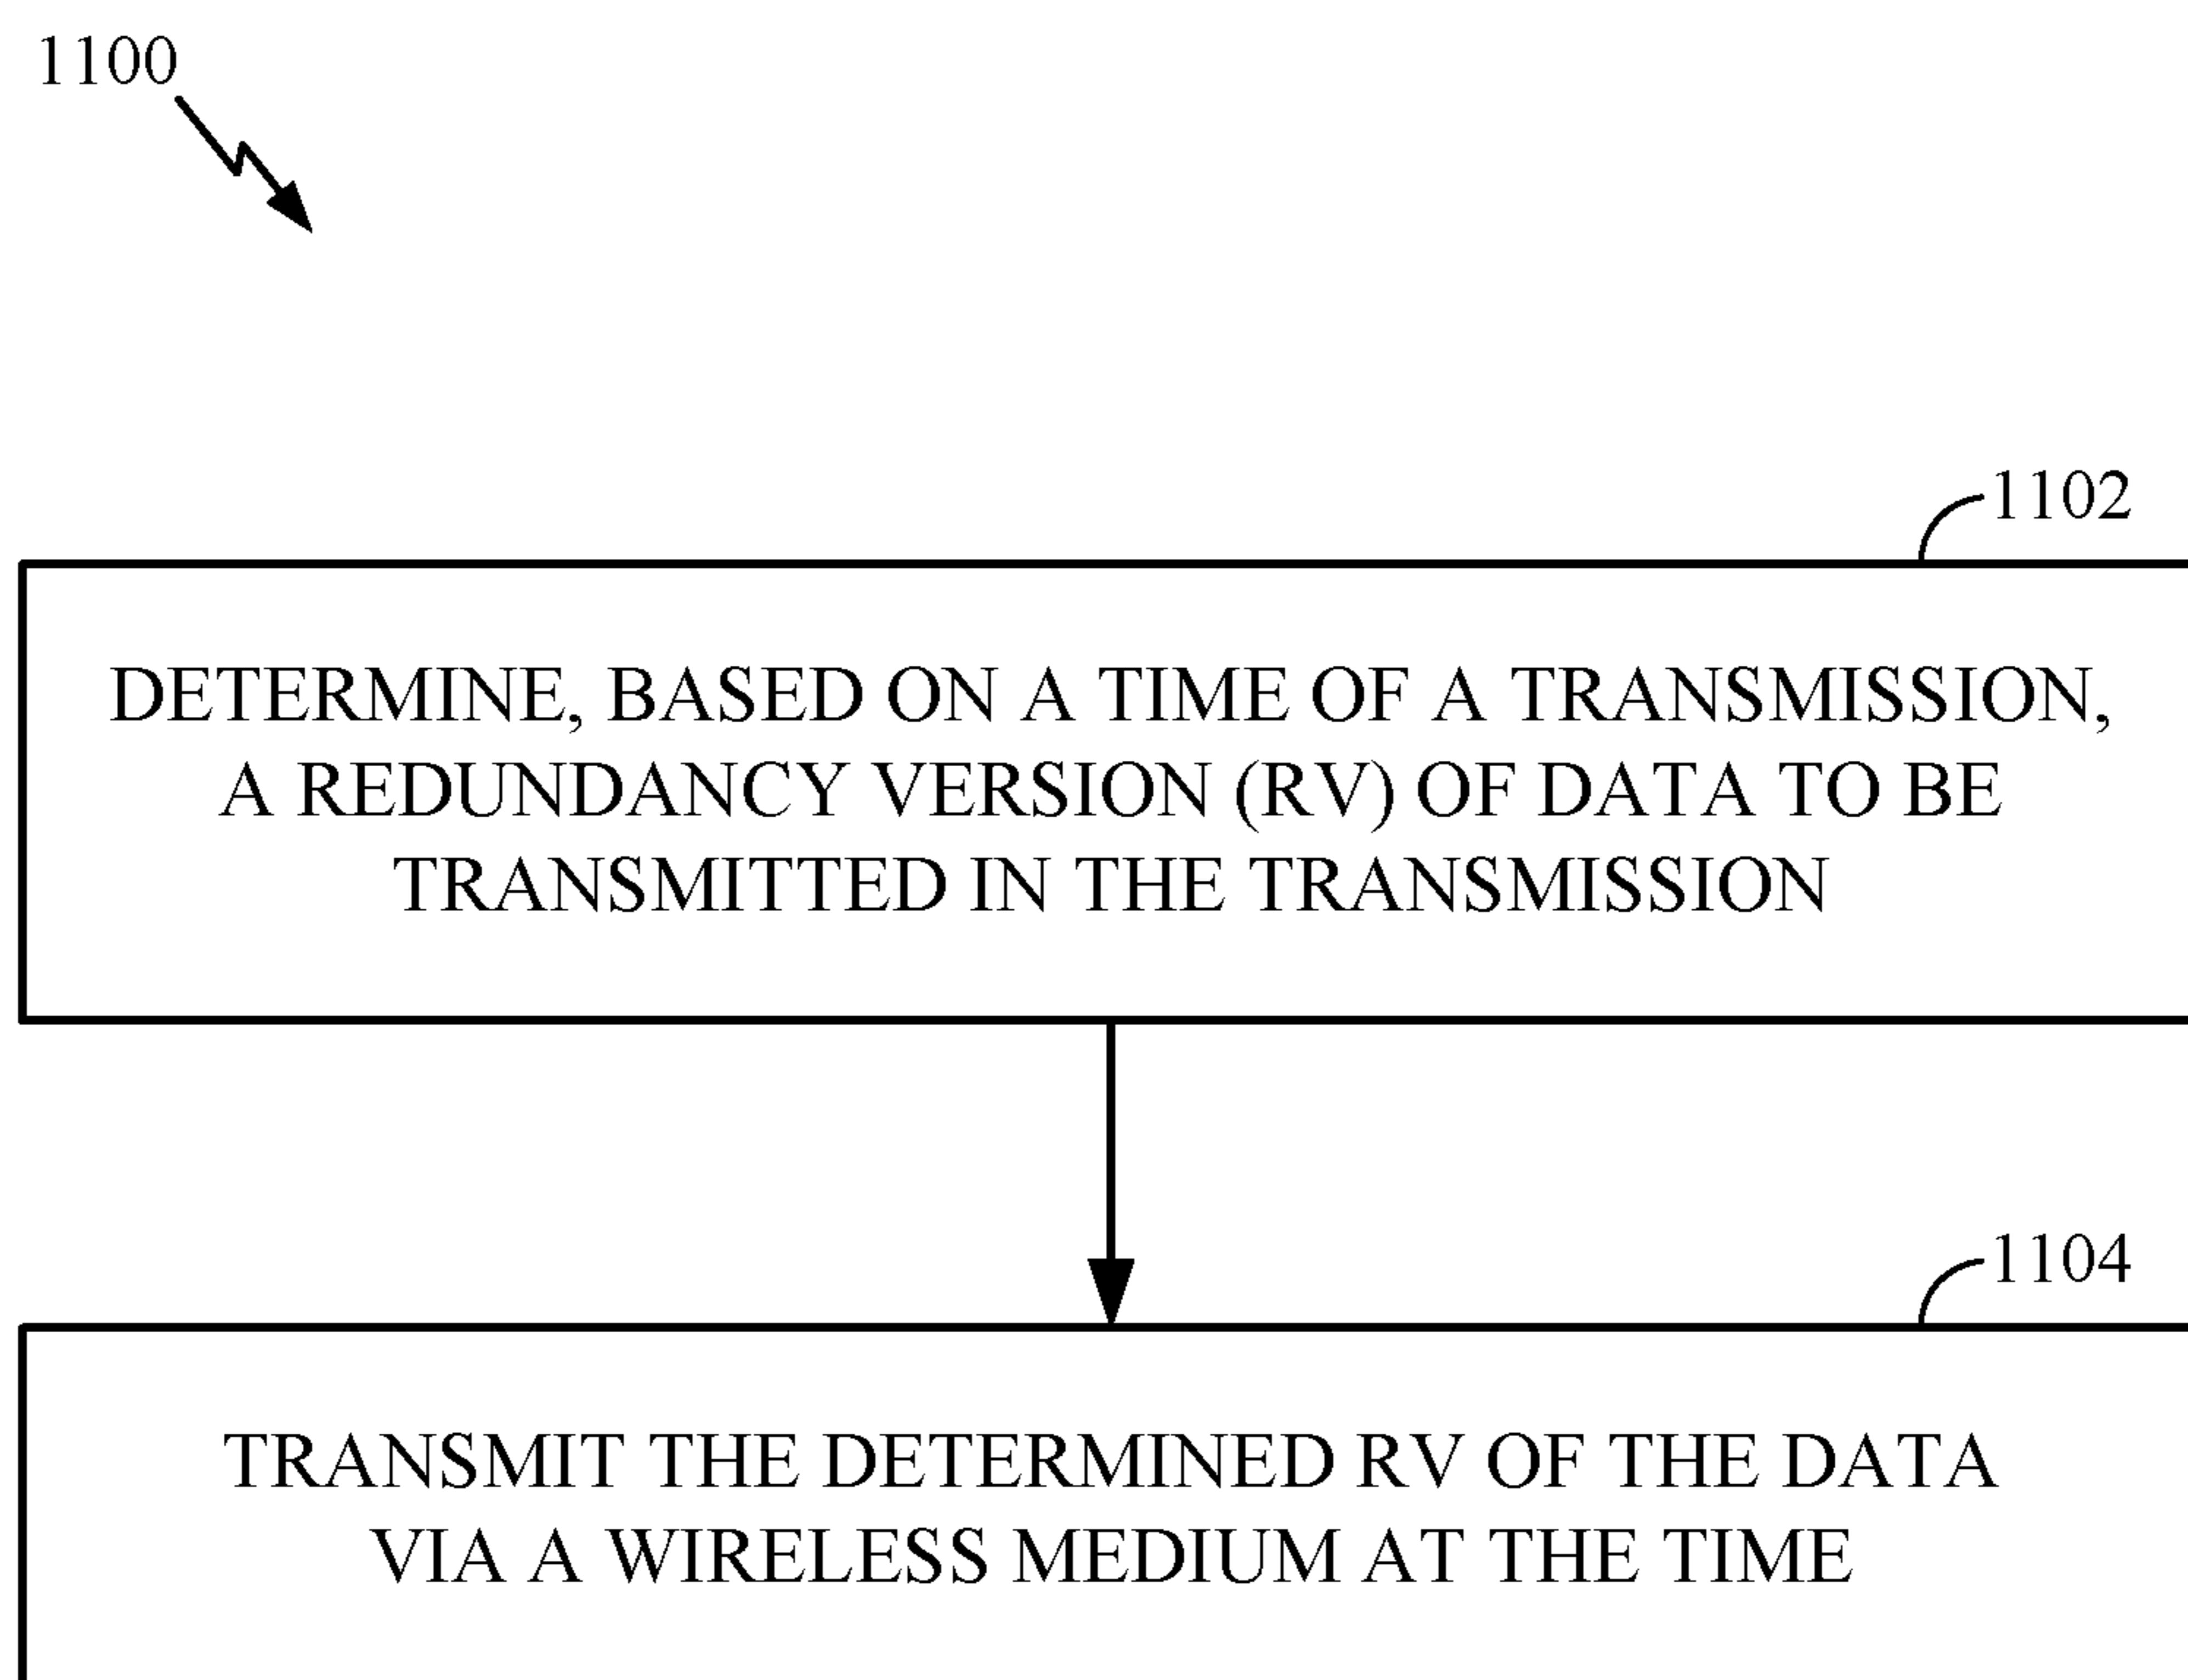 1100
1102
DETERMINE, BASED ON A TIME OF A TRANSMISSION,
A REDUNDANCY VERSION (RV) OF DATA TO BE
TRANSMITTED IN THE TRANSMISSION
1104
TRANSMIT THE DETERMINED RV OF THE DATA
VIA A WIRELESS MEDIUM AT THE TIME